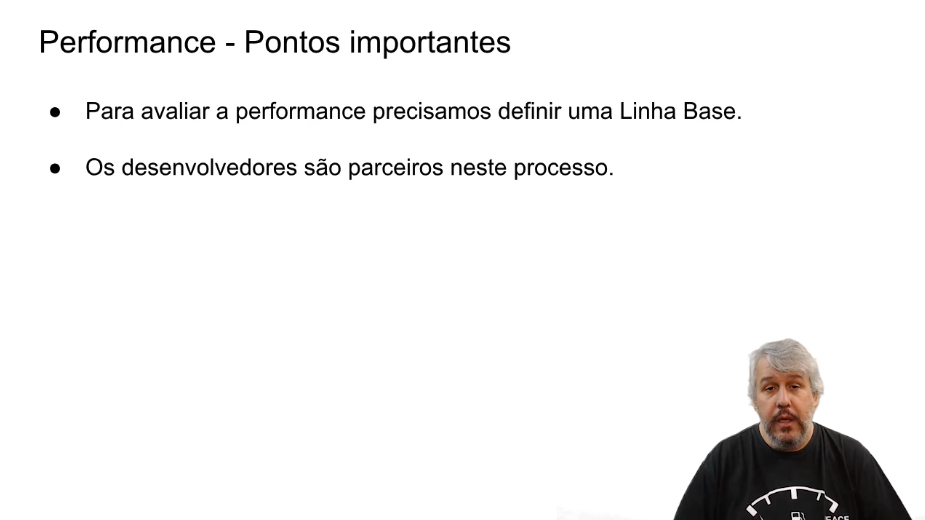 Performance - Pontos importantes
● Para avaliar a performance precisamos definir uma Linha Base.
● Os desenvolvedores são parceiros neste processo.